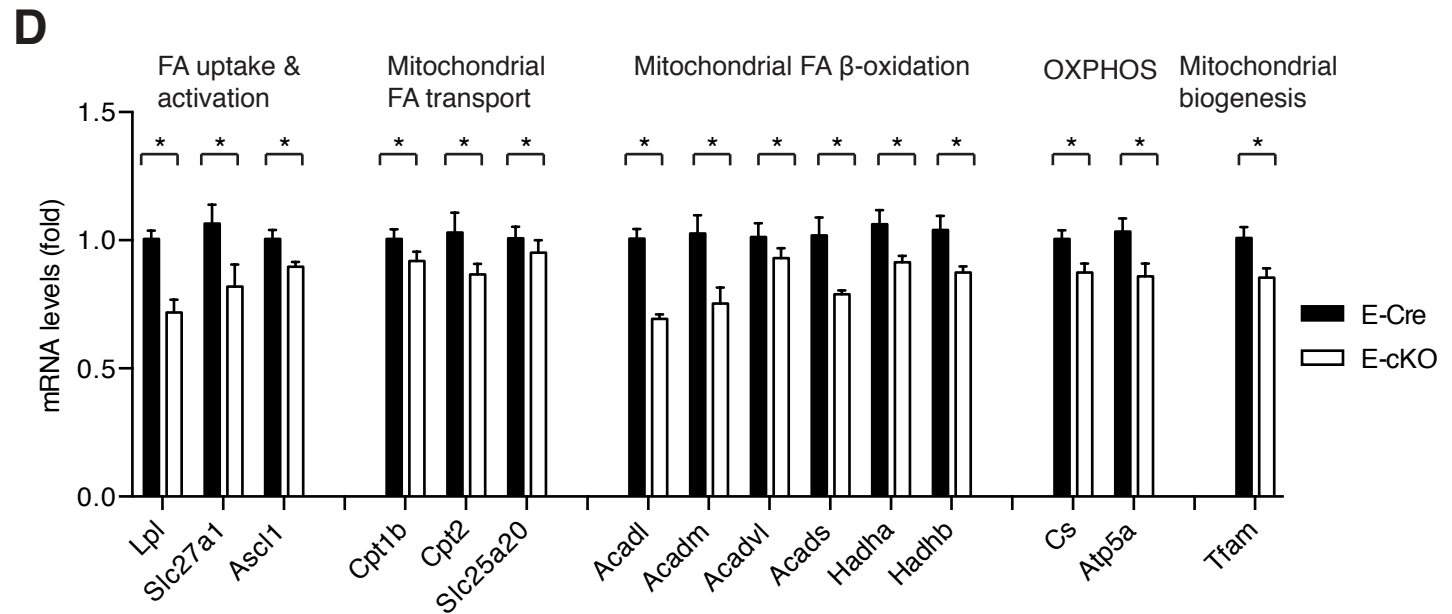 D
FA uptake &
activation
Mitochondrial
FA transport
Mitochondrial FA β-oxidation
OXPHOS
Mitochondrial
biogenesis
mRNA levels (fold)
1.5
1.0
0.5
0.0
* * * * * * * * * * * * * * *
Lpl
Slc27a1
Ascl1
Cpt1b
Cpt2
Slc25a20
Acadl
Acadm
Acadvl
Acads
Hadha
Hadhb
Cs
Atp5a
Tfam
E-Cre
E-cKO